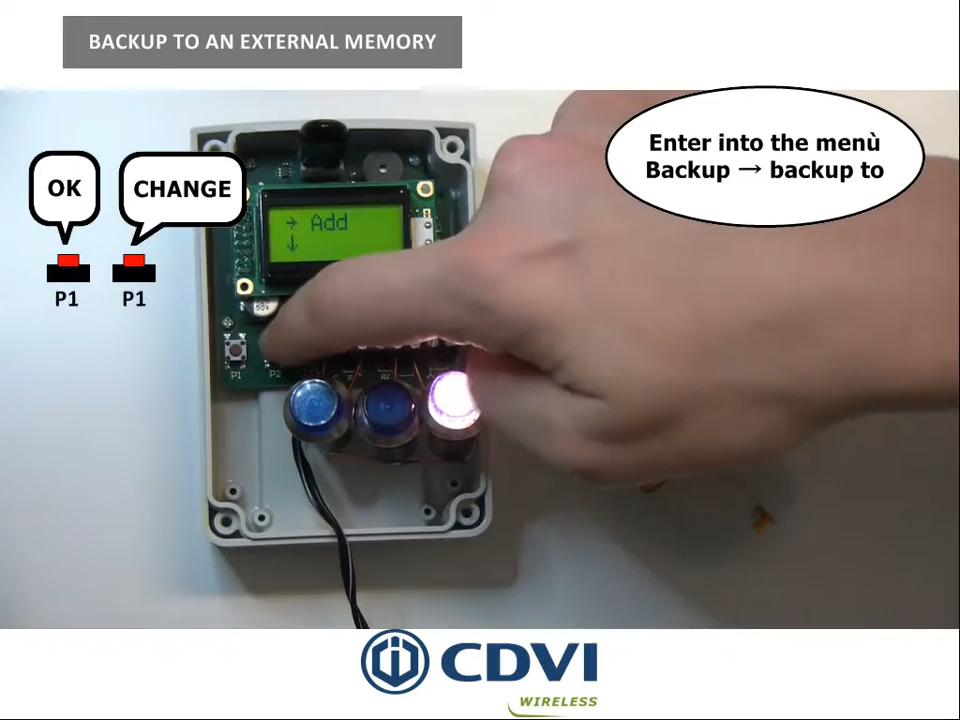 BACKUP TO AN EXTERNAL MEMORY
Enter into the menù
Backup → backup to
OK
CHANGE
P1
P1
→ Add
↓
P1
P2
R2
CDVI
WIRELESS